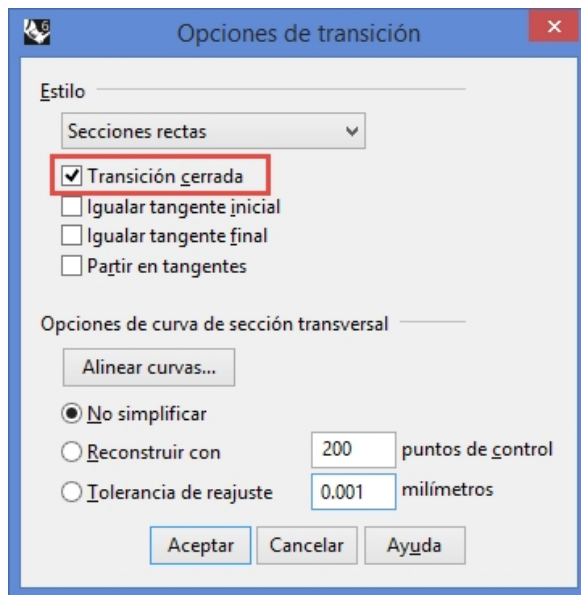 Opciones de transición
Estilo
Secciones rectas
Transición cerrada
Igualar tangente inicial
Igualar tangente final
Partir en tangentes
Opciones de curva de sección transversal
Alinear curvas...
No simplificar
Reconstruir con 200 puntos de control
Tolerancia de reajuste 0.001 milímetros
Aceptar Cancelar Ayuda